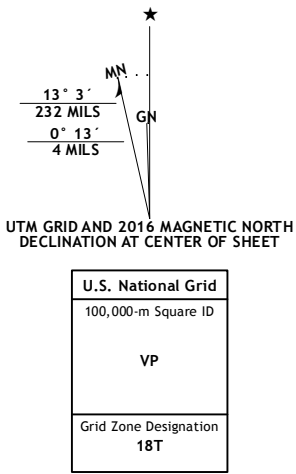 ★
MN
13° 3´
232 MILS
GN
0° 13´
4 MILS
UTM GRID AND 2016 MAGNETIC NORTH
DECLINATION AT CENTER OF SHEET
U.S. National Grid
100,000-m Square ID
VP
Grid Zone Designation
18T